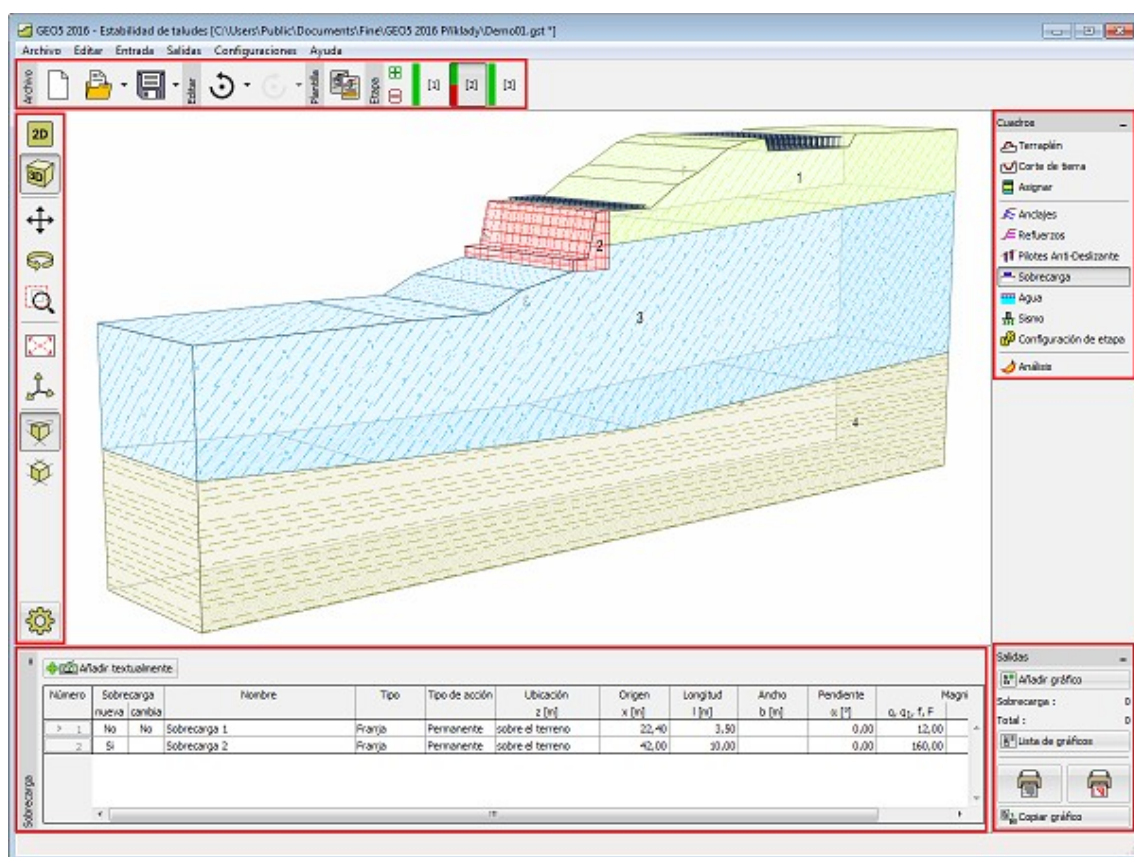 GEO5 2016 - Estabilidad de taludes [C:\Users\Public\Documents\Fine\GEO5 2016 Příklady\Demo01.gst *]
Archivo Editar Entrada Salidas Configuraciones Ayuda
Archivo Editar Plantilla Etapa [1] [2] [3]
2D
3D
1
2
3
4
Cuadros
Terraplén
Corte de tierra
Asignar
Anclajes
Refuerzos
Pilotes Anti-Deslizante
Sobrecarga
Agua
Sismo
Configuración de etapa
Análisis
Sobrecarga
Añadir textualmente
Número Sobrecarga Nombre Tipo Tipo de acción Ubicación Origen Longitud Ancho Pendiente Magni
nueva cambia z [m] x [m] l [m] b [m] α [°] q, q1, f, F
> 1 No No Sobrecarga 1 Franja Permanente sobre el terreno 22,40 3,50 0,00 12,00
2 Si Sobrecarga 2 Franja Permanente sobre el terreno 42,00 10,00 0,00 160,00
Salidas
Añadir gráfico
Sobrecarga : 0
Total : 0
Lista de gráficos
Copiar gráfico